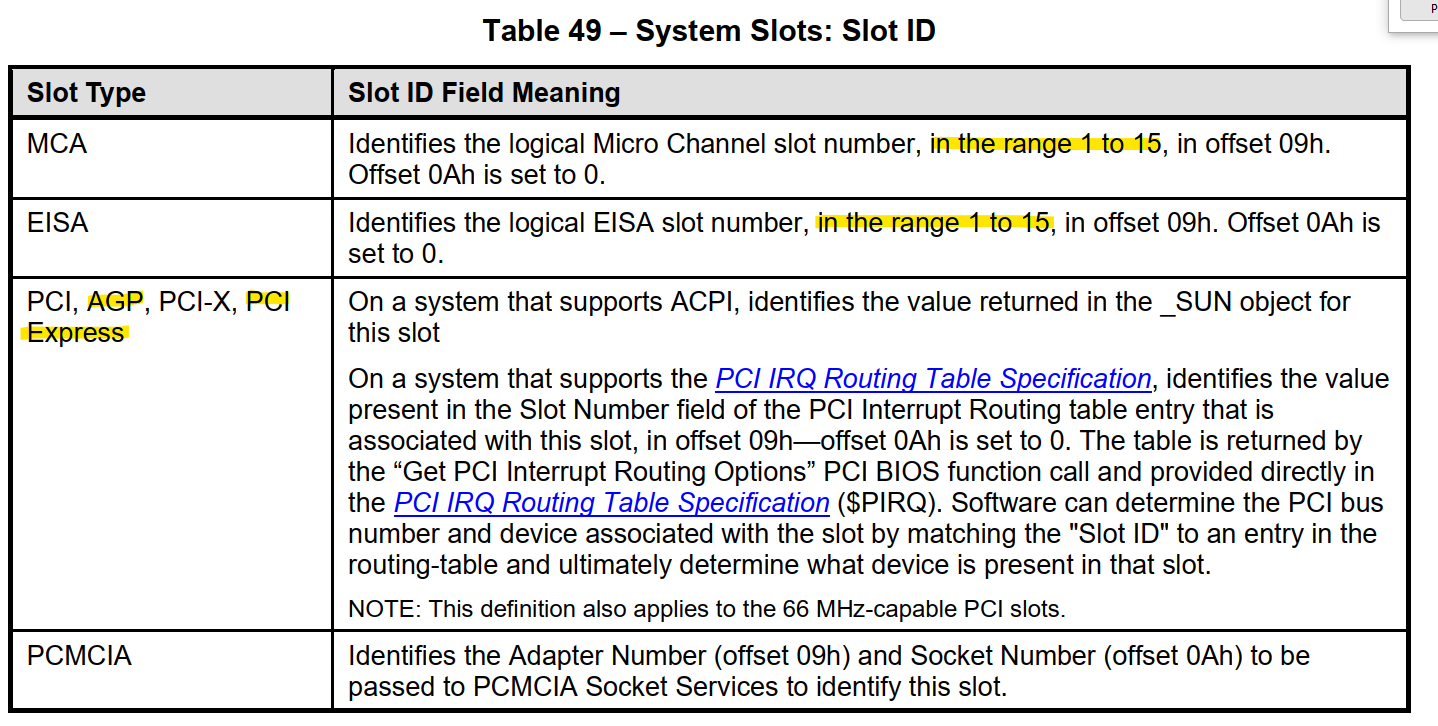 Table 49 – System Slots: Slot ID
P
Slot Type
Slot ID Field Meaning
MCA
Identifies the logical Micro Channel slot number, in the range 1 to 15, in offset 09h.
Offset 0Ah is set to 0.
EISA
Identifies the logical EISA slot number, in the range 1 to 15, in offset 09h. Offset 0Ah is
set to 0.
PCI, AGP, PCI-X, PCI
Express
On a system that supports ACPI, identifies the value returned in the _SUN object for
this slot
On a system that supports the PCI IRQ Routing Table Specification, identifies the value
present in the Slot Number field of the PCI Interrupt Routing table entry that is
associated with this slot, in offset 09h—offset 0Ah is set to 0. The table is returned by
the “Get PCI Interrupt Routing Options” PCI BIOS function call and provided directly in
the PCI IRQ Routing Table Specification ($PIRQ). Software can determine the PCI bus
number and device associated with the slot by matching the "Slot ID" to an entry in the
routing-table and ultimately determine what device is present in that slot.
NOTE: This definition also applies to the 66 MHz-capable PCI slots.
PCMCIA
Identifies the Adapter Number (offset 09h) and Socket Number (offset 0Ah) to be
passed to PCMCIA Socket Services to identify this slot.